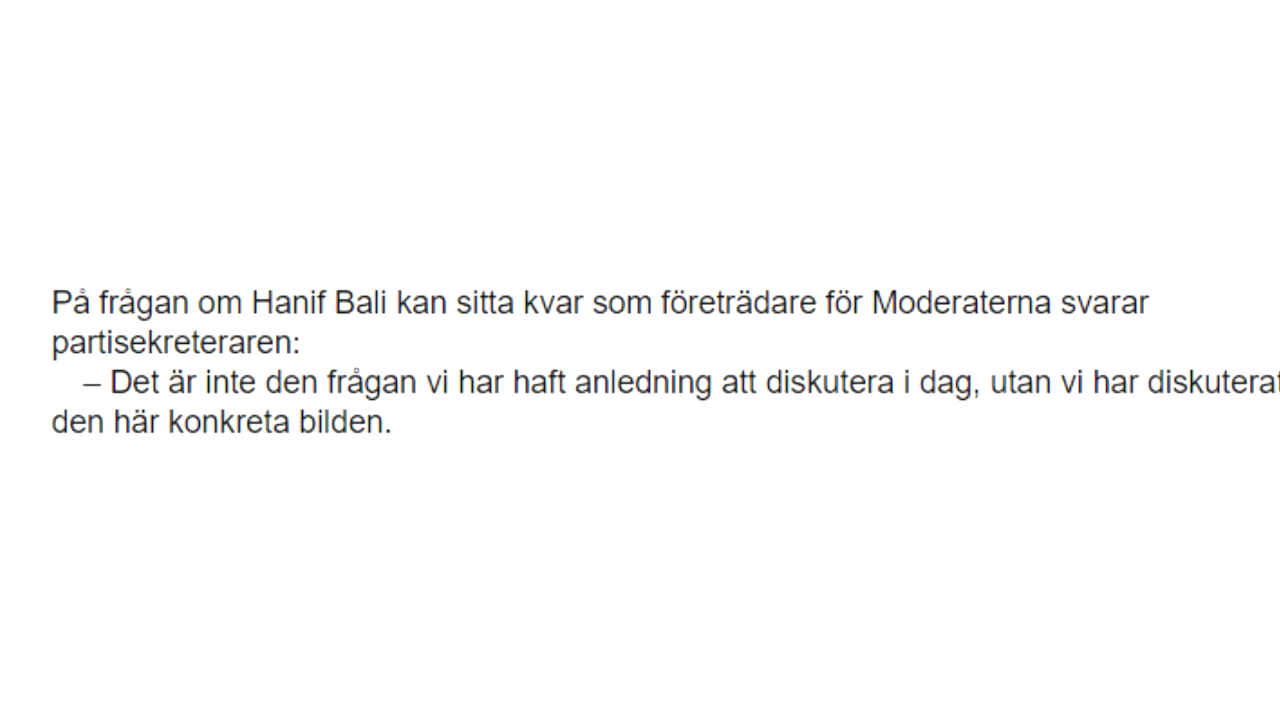 På frågan om Hanif Bali kan sitta kvar som företrädare för Moderaterna svarar
partisekreteraren:
– Det är inte den frågan vi har haft anledning att diskutera i dag, utan vi har diskuterat
den här konkreta bilden.